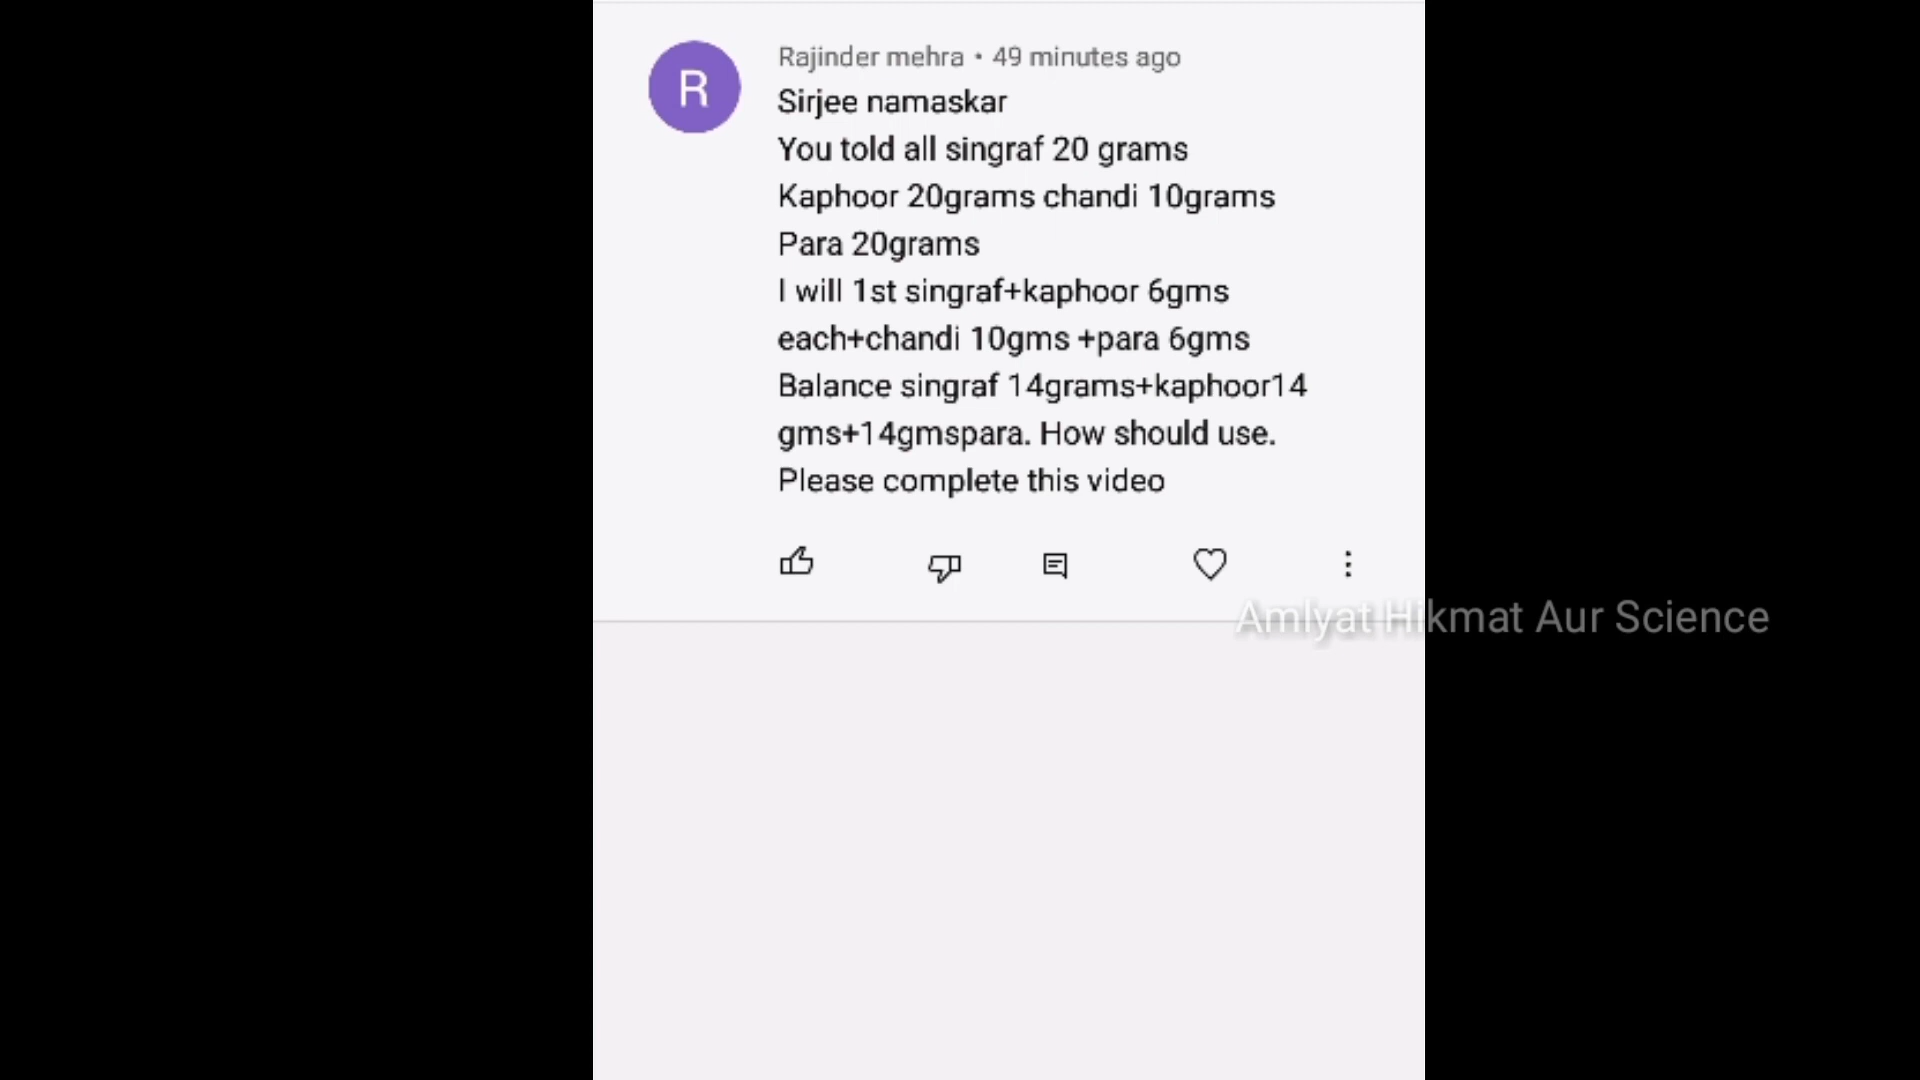 R
Rajinder mehra • 49 minutes ago
Sirjee namaskar
You told all singraf 20 grams
Kaphoor 20grams chandi 10grams
Para 20grams
I will 1st singraf+kaphoor 6gms
each+chandi 10gms +para 6gms
Balance singraf 14grams+kaphoor14
gms+14gmspara. How should use.
Please complete this video
Amlyat Hikmat Aur Science